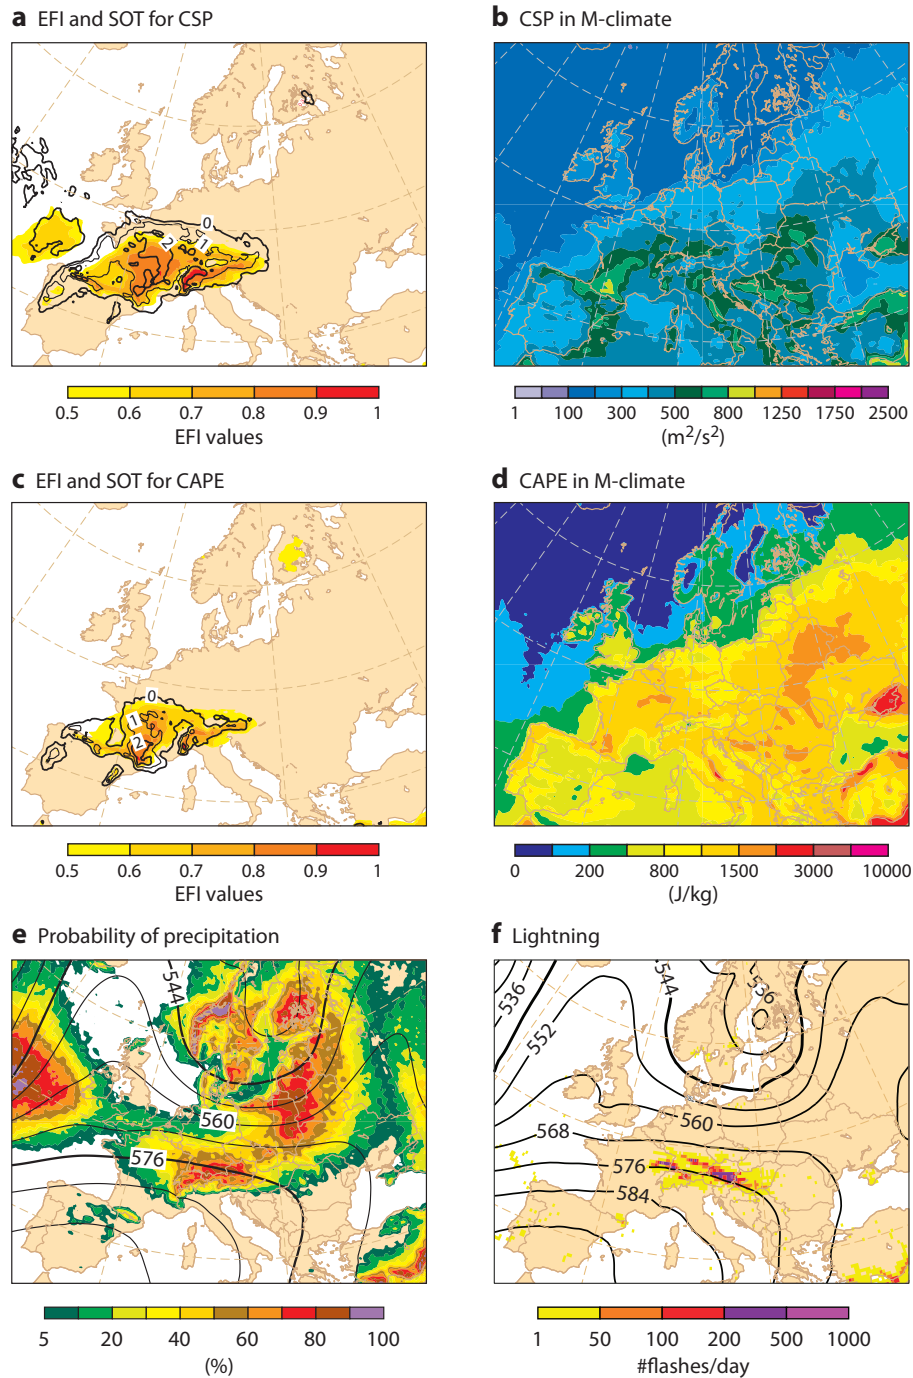 a EFI and SOT for CSP
b CSP in M-climate
0
2
1
0.5 0.6 0.7 0.8 0.9 1
EFI values
1 100 300 500 800 1250 1750 2500
(m²/s²)
c EFI and SOT for CAPE
d CAPE in M-climate
0
1
2
0.5 0.6 0.7 0.8 0.9 1
EFI values
0 200 800 1500 3000 10000
(J/kg)
e Probability of precipitation
f Lightning
544
560
576
536
544
536
552
560
568
576
584
5 20 40 60 80 100
(%)
1 50 100 200 500 1000
#flashes/day